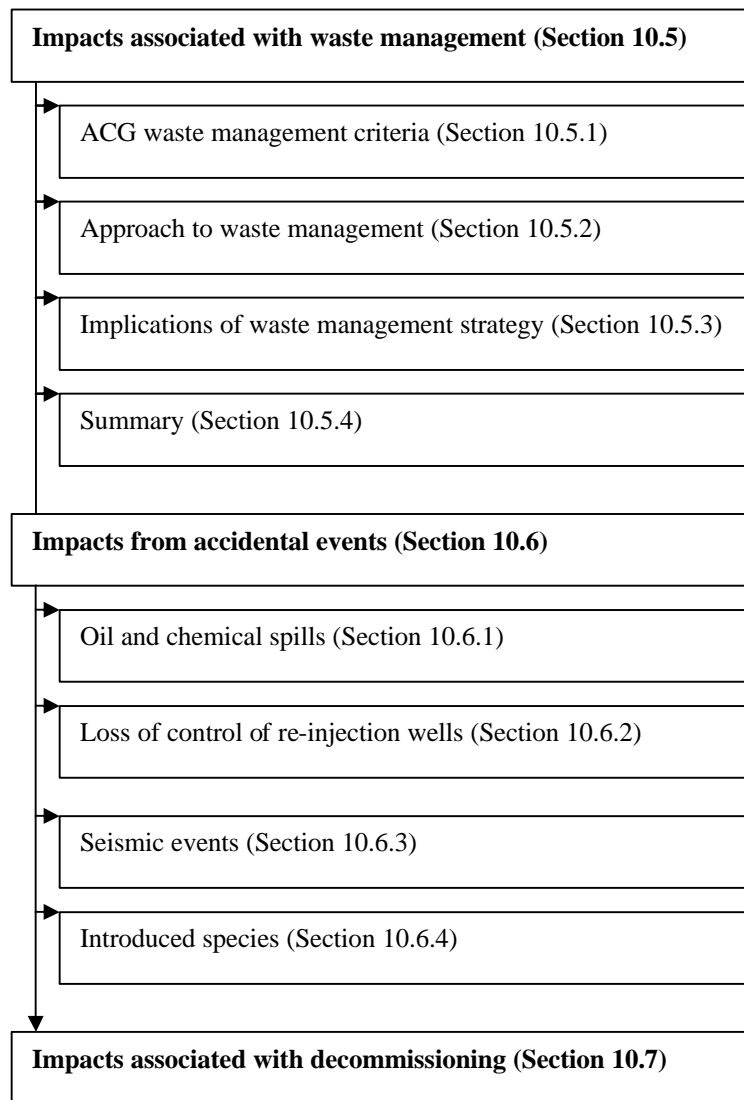 Impacts associated with waste management (Section 10.5)
ACG waste management criteria (Section 10.5.1)
Approach to waste management (Section 10.5.2)
Implications of waste management strategy (Section 10.5.3)
Summary (Section 10.5.4)
Impacts from accidental events (Section 10.6)
Oil and chemical spills (Section 10.6.1)
Loss of control of re-injection wells (Section 10.6.2)
Seismic events (Section 10.6.3)
Introduced species (Section 10.6.4)
Impacts associated with decommissioning (Section 10.7)